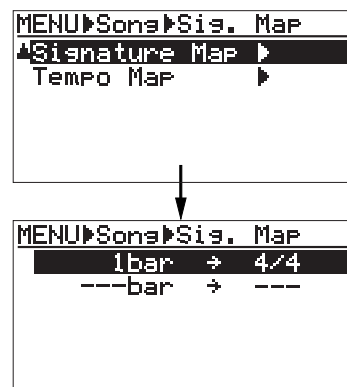 MENU▶Song▶Sig. Map
Signature Map ▶
Tempo Map ▶
MENU▶Song▶Sig. Map
1bar → 4/4
---bar → ---